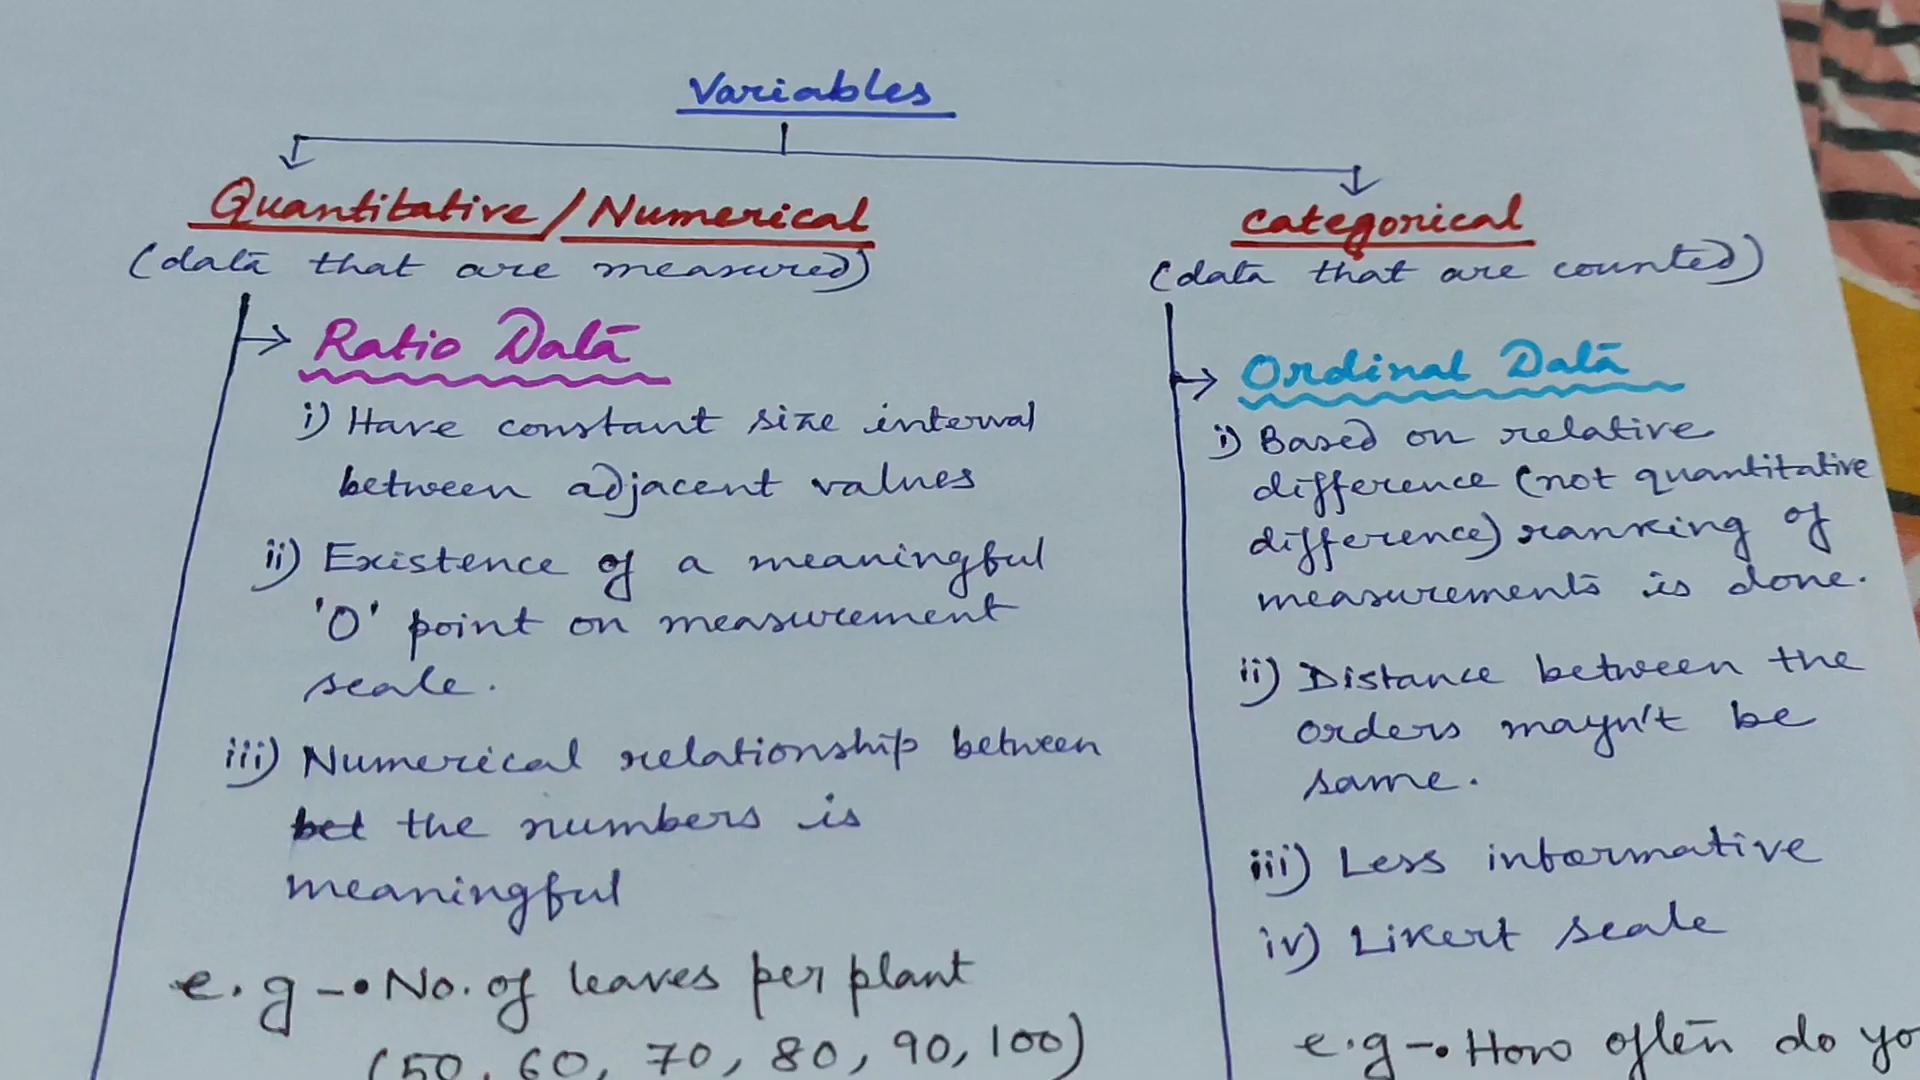 Variables
Quantitative/Numerical
(data that are measured)
Ratio Data
i) Have constant size interval
between adjacent values
ii) Existence of a meaningful
'0' point on measurement
scale.
iii) Numerical relationship between
bet the numbers is
meaningful
e.g -• No. of leaves per plant
(50, 60, 70, 80, 90, 100)
Categorical
(data that are counted)
Ordinal Data
i) Based on relative
difference (not quantitative
difference) ranking of
measurements is done.
ii) Distance between the
orders mayn't be
same.
iii) Less informative
iv) Likert scale
e.g -• How often do yo